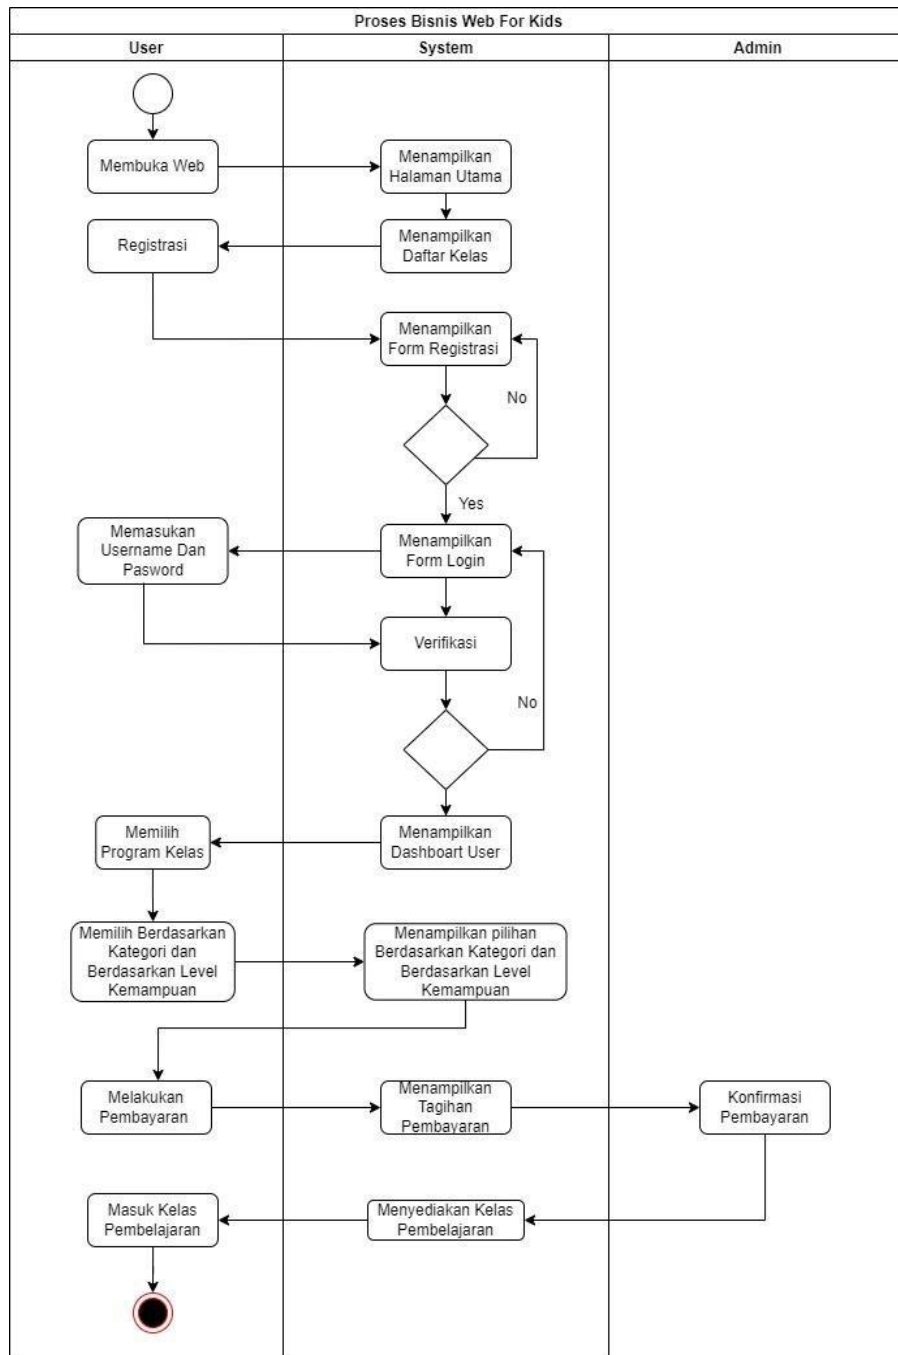 Proses Bisnis Web For Kids
User
System
Admin
Membuka Web
Menampilkan
Halaman Utama
Registrasi
Menampilkan
Daftar Kelas
Menampilkan
Form Registrasi
No
Yes
Memasukan
Username Dan
Pasword
Menampilkan
Form Login
Verifikasi
No
Memilih
Program Kelas
Menampilkan
Dashboart User
Memilih Berdasarkan
Kategori dan
Berdasarkan Level
Kemampuan
Menampilkan pilihan
Berdasarkan Kategori dan
Berdasarkan Level
Kemampuan
Melakukan
Pembayaran
Menampilkan
Tagihan
Pembayaran
Konfirmasi
Pembayaran
Masuk Kelas
Pembelajaran
Menyediakan Kelas
Pembelajaran